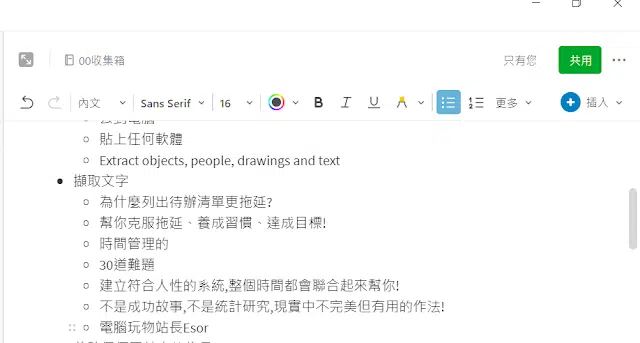 00收集箱
只有您
共用
內文
Sans Serif
16
B
I
U
A
更多
插入
貼上任何軟體
Extract objects, people, drawings and text
擷取文字
為什麼列出待辦清單更拖延?
幫你克服拖延、養成習慣、達成目標!
時間管理的
30道難題
建立符合人性的系統,整個時間都會聯合起來幫你!
不是成功故事,不是統計研究,現實中不完美但有用的作法!
電腦玩物站長Esor